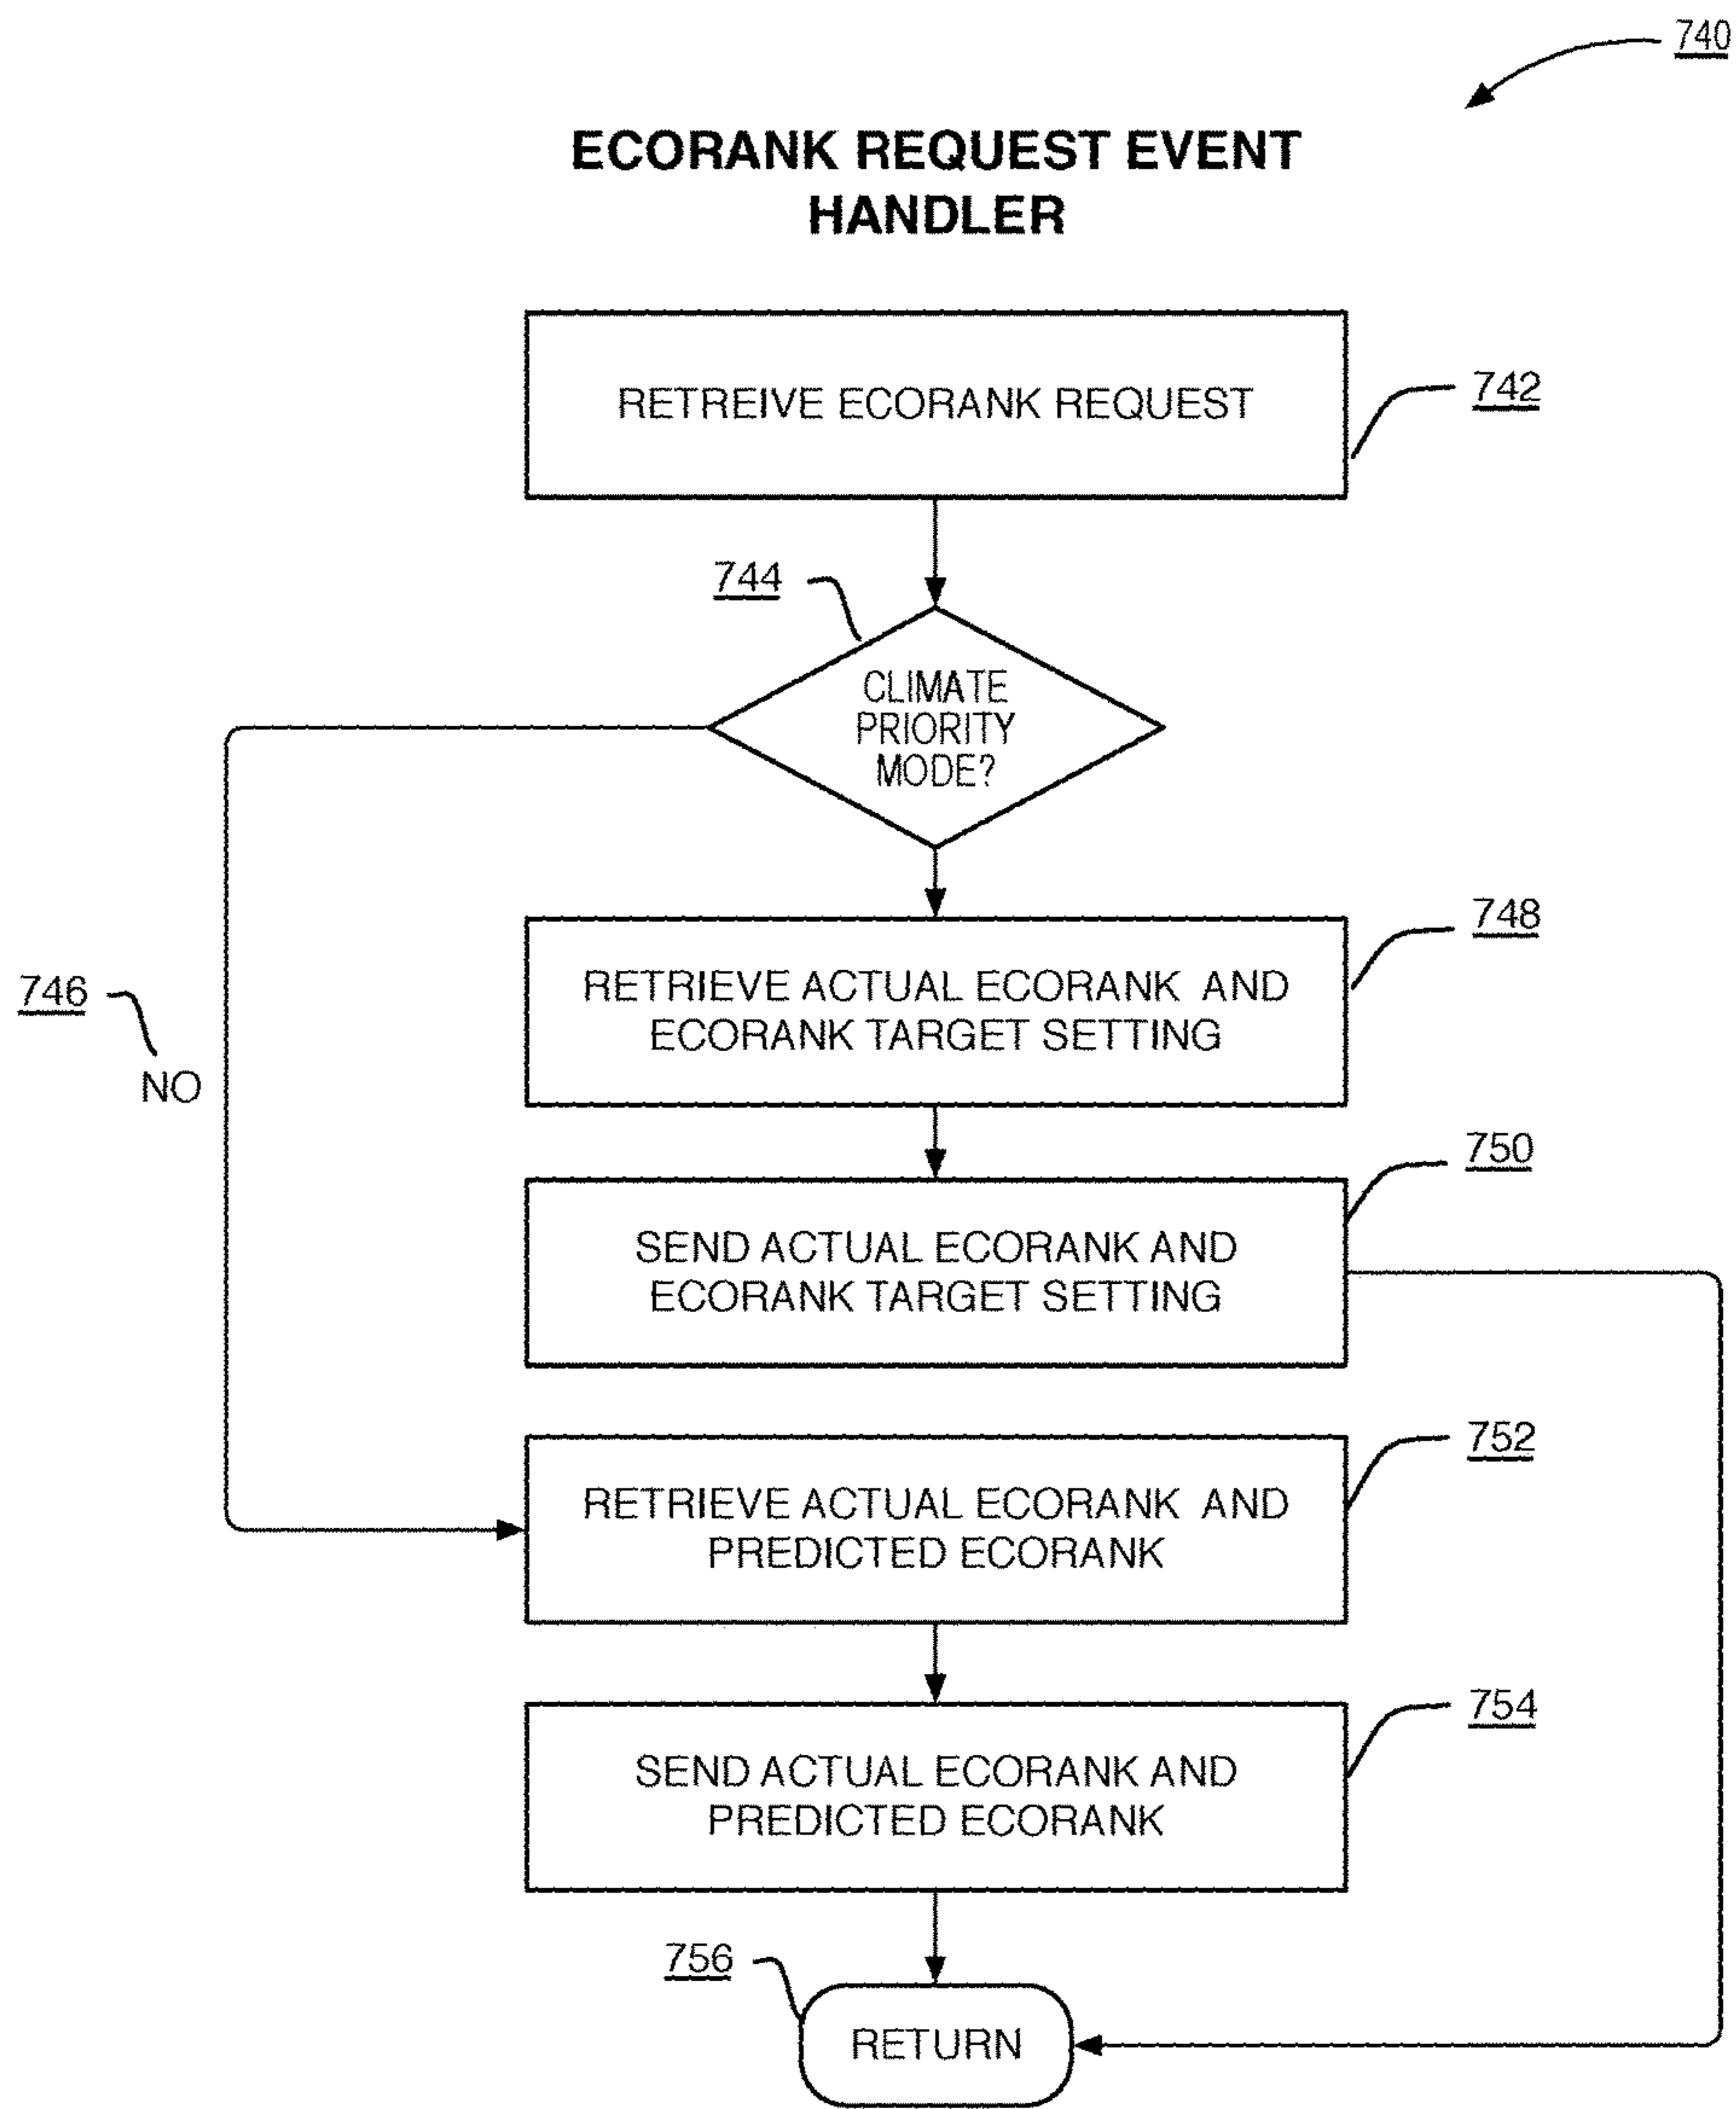 740
ECORANK REQUEST EVENT
HANDLER
RETREIVE ECORANK REQUEST
742
744
CLIMATE
PRIORITY
MODE?
748
RETRIEVE ACTUAL ECORANK AND
ECORANK TARGET SETTING
746
NO
750
SEND ACTUAL ECORANK AND
ECORANK TARGET SETTING
752
RETRIEVE ACTUAL ECORANK AND
PREDICTED ECORANK
754
SEND ACTUAL ECORANK AND
PREDICTED ECORANK
756
RETURN